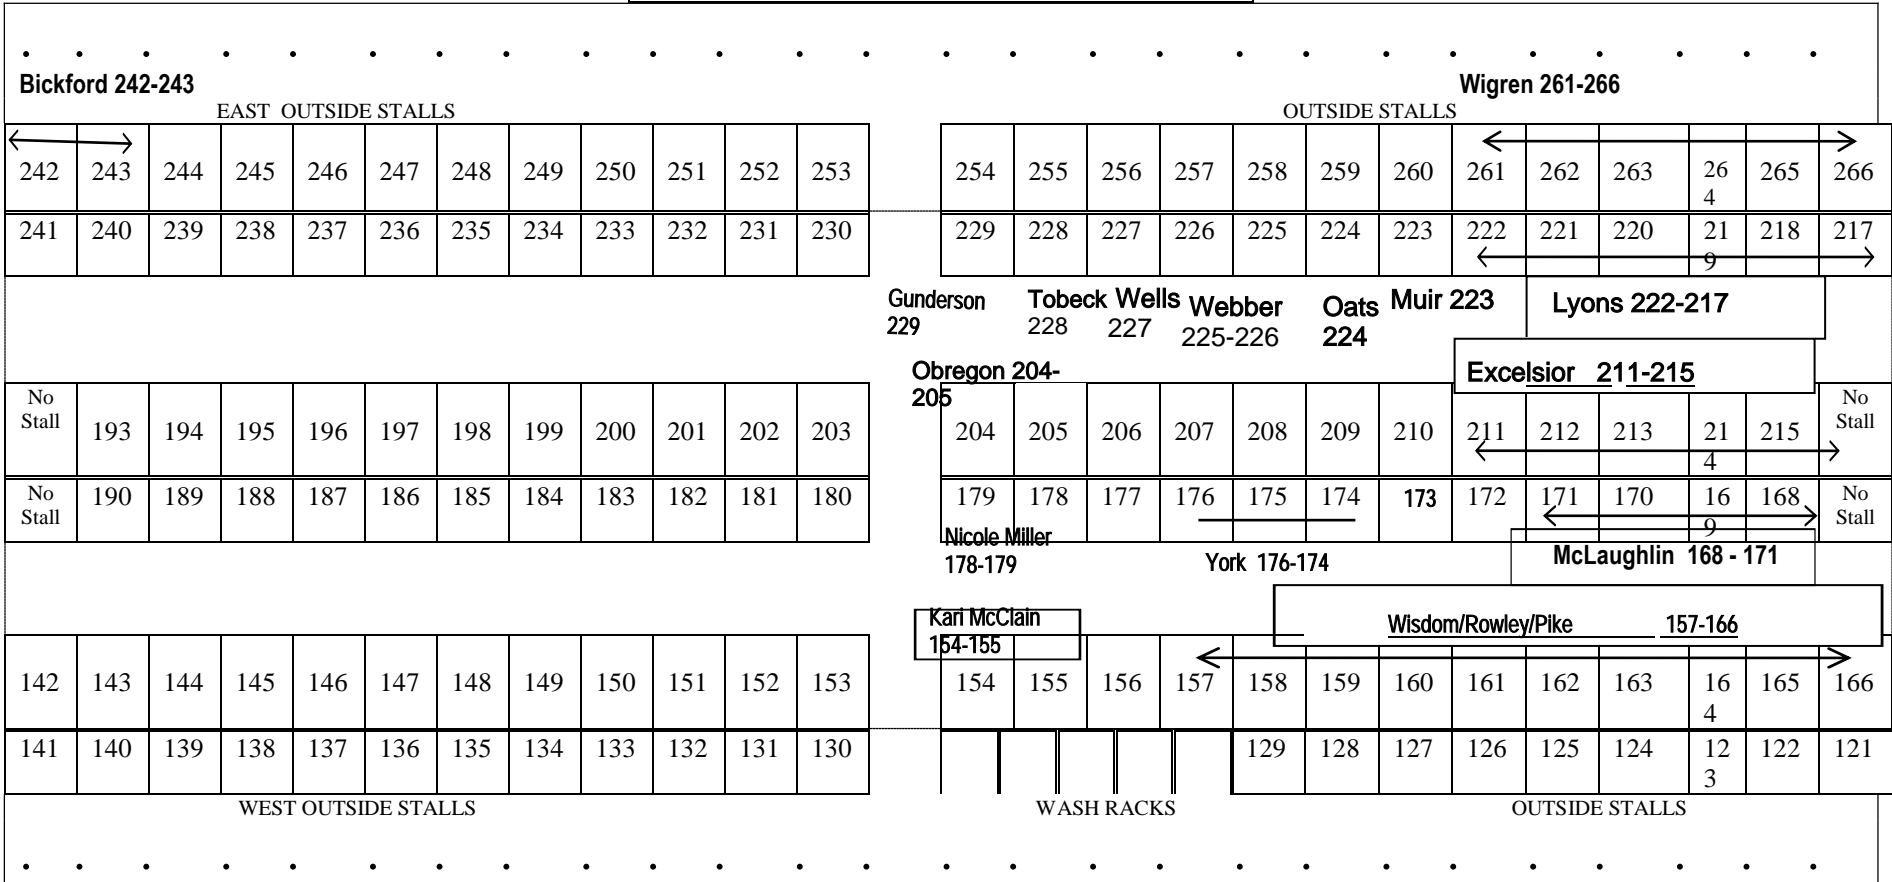 Bickford 242-243
Wigren 261-266
EAST OUTSIDE STALLS
OUTSIDE STALLS
242 243 244 245 246 247 248 249 250 251 252 253 254 255 256 257 258 259 260 261 262 263 264 265 266
241 240 239 238 237 236 235 234 233 232 231 230 229 228 227 226 225 224 223 222 221 220 219 218 217
Gunderson
229
Tobeck
228
Wells
227
Webber
225-226
Oats
224
Muir 223
Lyons 222-217
Obregon 204-
205
Excelsior 211-215
No
Stall
193 194 195 196 197 198 199 200 201 202 203 204 205 206 207 208 209 210 211 212 213 214 215
No
Stall
No
Stall
190 189 188 187 186 185 184 183 182 181 180 179 178 177 176 175 174 173 172 171 170 169 168
No
Stall
Nicole Miller
178-179
York 176-174
McLaughlin 168 - 171
Kari McClain
154-155
Wisdom/Rowley/Pike 157-166
142 143 144 145 146 147 148 149 150 151 152 153 154 155 156 157 158 159 160 161 162 163 164 165 166
141 140 139 138 137 136 135 134 133 132 131 130 129 128 127 126 125 124 123 122 121
WEST OUTSIDE STALLS
WASH RACKS
OUTSIDE STALLS